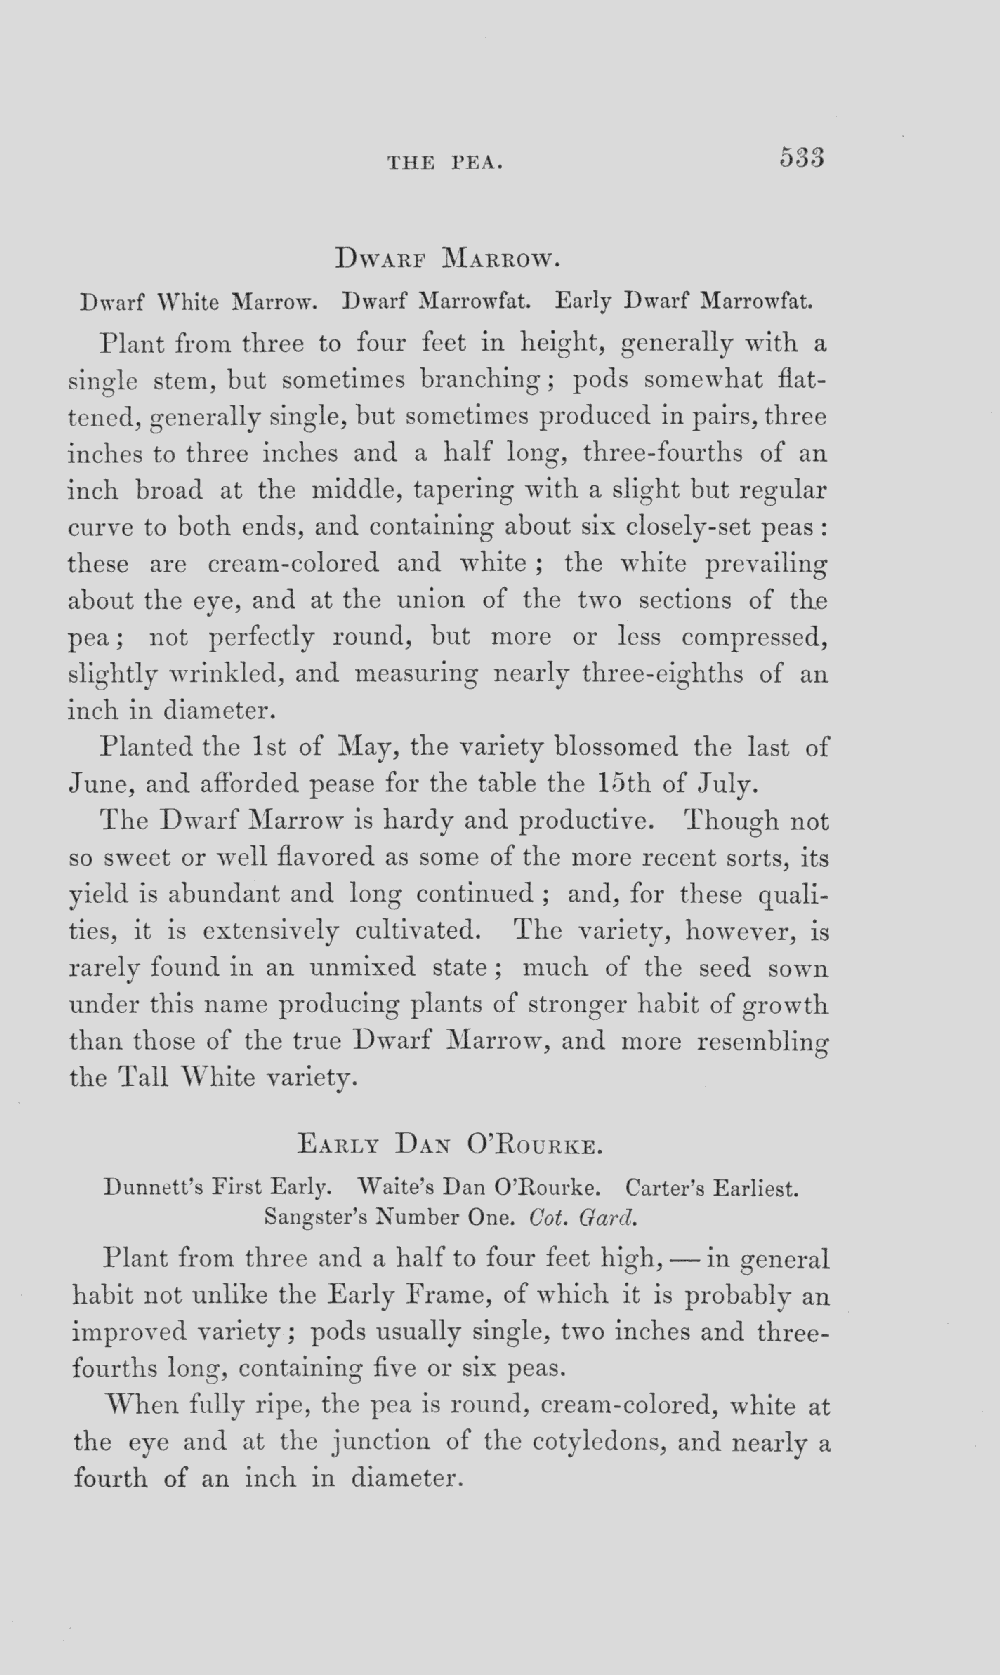 THE PEA. 533
Dwarf Marrow.
Dwarf White Marrow. Dwarf Marrowfat. Early Dwarf Marrowfat.
Plant from three to four feet in height, generally with a
single stem, but sometimes branching; pods somewhat flat-
tened, generally single, but sometimes produced in pairs, three
inches to three inches and a half long, three-fourths of an
inch broad at the middle, tapering with a slight but regular
curve to both ends, and containing about six closely-set peas:
these are cream-colored and white; the white prevailing
about the eye, and at the union of the two sections of the
pea; not perfectly round, but more or less compressed,
slightly wrinkled, and measuring nearly three-eighths of an
inch in diameter.
Planted the 1st of May, the variety blossomed the last of
June, and afforded pease for the table the 15th of July.
The Dwarf Marrow is hardy and productive. Though not
so sweet or well flavored as some of the more recent sorts, its
yield is abundant and long continued; and, for these quali-
ties, it is extensively cultivated. The variety, however, is
rarely found in an unmixed state; much of the seed sown
under this name producing plants of stronger habit of growth
than those of the true Dwarf Marrow, and more resembling
the Tall White variety.
Early Dan O'Rourke.
Dunnett's First Early. Waite's Dan O'Rourke. Carter's Earliest.
Sangster's Number One. Cot. Gard.
Plant from three and a half to four feet high, — in general
habit not unlike the Early Frame, of which it is probably an
improved variety; pods usually single, two inches and three-
fourths long, containing five or six peas.
When fully ripe, the pea is round, cream-colored, white at
the eye and at the junction of the cotyledons, and nearly a
fourth of an inch in diameter.